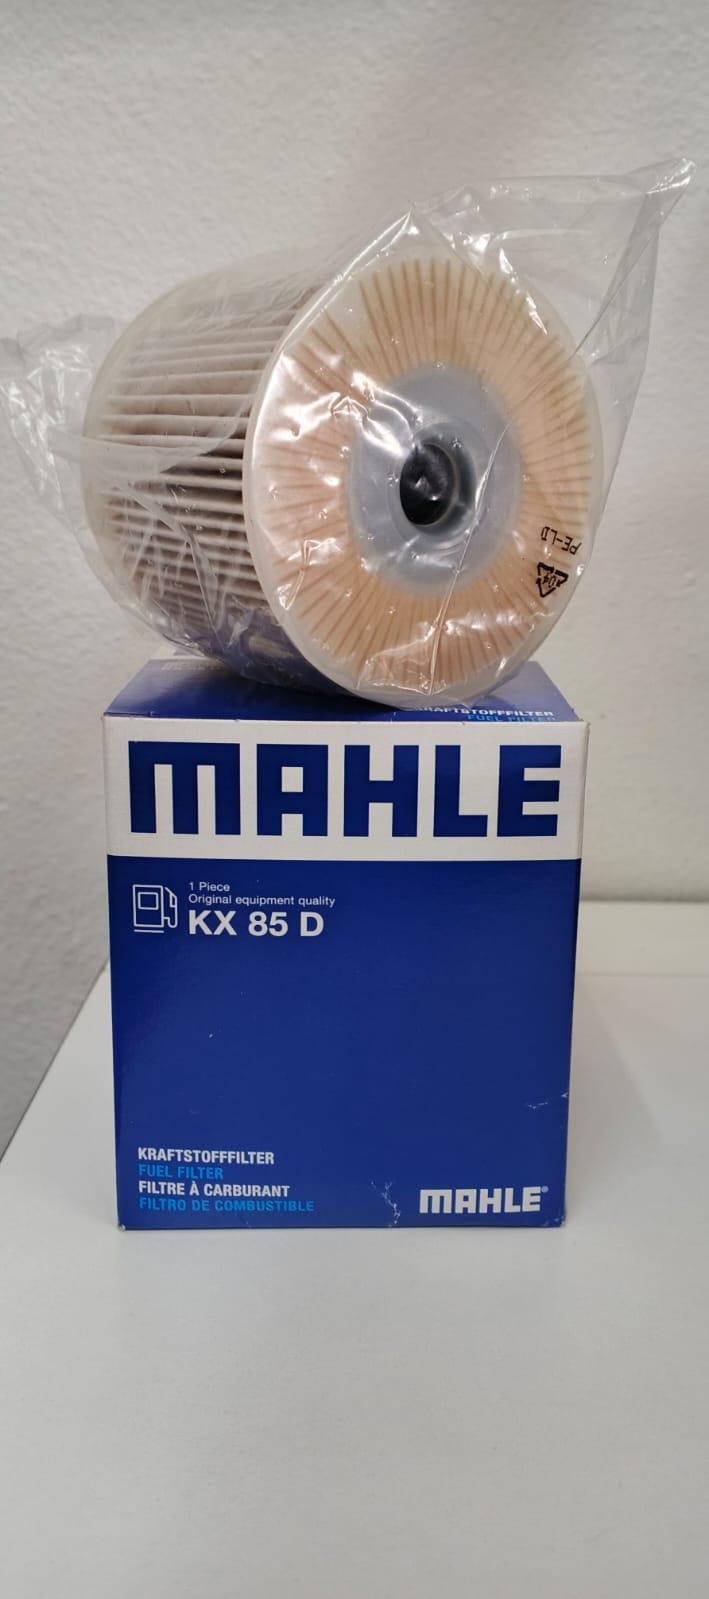 PE-LD
04
KRAFTSTOFFFILTER
FUEL FILTER
MAHLE
1 Piece
Original equipment quality
KX 85 D
KRAFTSTOFFFILTER
FUEL FILTER
FILTRE À CARBURANT
FILTRO DE COMBUSTIBLE
MAHLE®